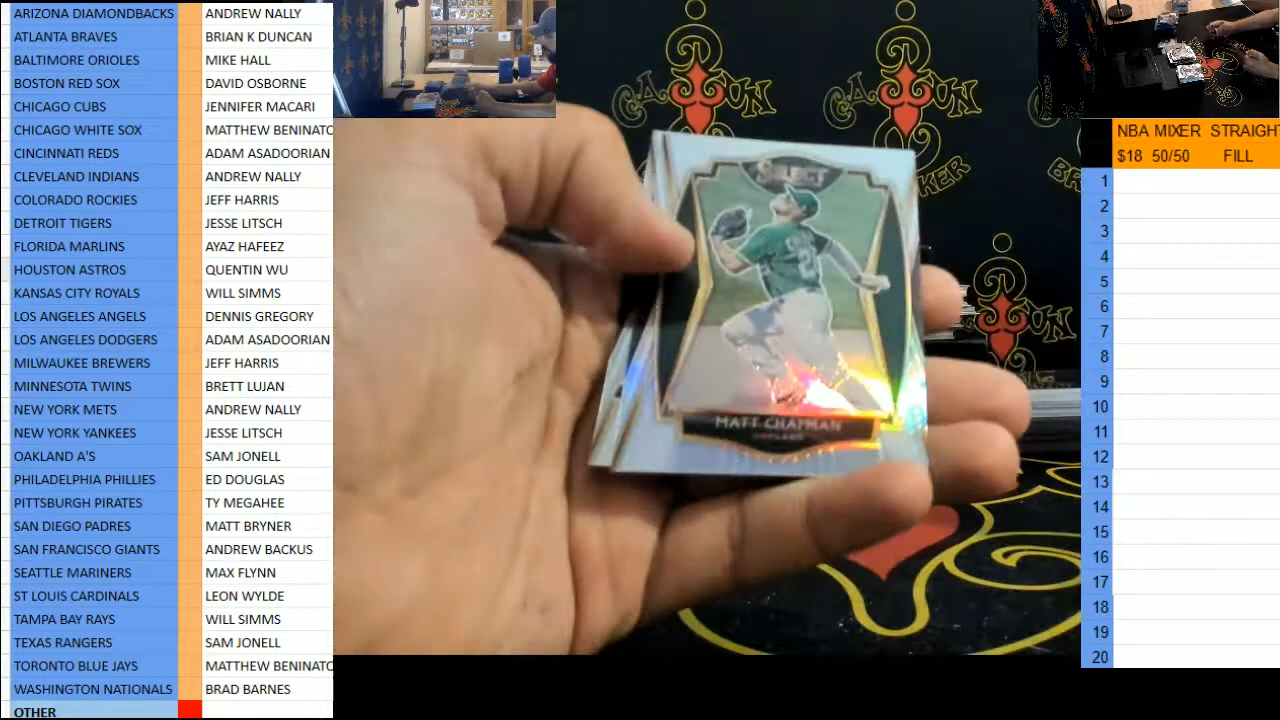 ARIZONA DIAMONDBACKS ANDREW NALLY
ATLANTA BRAVES BRIAN K DUNCAN
BALTIMORE ORIOLES MIKE HALL
BOSTON RED SOX DAVID OSBORNE
CHICAGO CUBS JENNIFER MACARI
CHICAGO WHITE SOX MATTHEW BENINATO
CINCINNATI REDS ADAM ASADOORIAN
CLEVELAND INDIANS ANDREW NALLY
COLORADO ROCKIES JEFF HARRIS
DETROIT TIGERS JESSE LITSCH
FLORIDA MARLINS AYAZ HAFEEZ
HOUSTON ASTROS QUENTIN WU
KANSAS CITY ROYALS WILL SIMMS
LOS ANGELES ANGELS DENNIS GREGORY
LOS ANGELES DODGERS ADAM ASADOORIAN
MILWAUKEE BREWERS JEFF HARRIS
MINNESOTA TWINS BRETT LUJAN
NEW YORK METS ANDREW NALLY
NEW YORK YANKEES JESSE LITSCH
OAKLAND A'S SAM JONELL
PHILADELPHIA PHILLIES ED DOUGLAS
PITTSBURGH PIRATES TY MEGAHEE
SAN DIEGO PADRES MATT BRYNER
SAN FRANCISCO GIANTS ANDREW BACKUS
SEATTLE MARINERS MAX FLYNN
ST LOUIS CARDINALS LEON WYLDE
TAMPA BAY RAYS WILL SIMMS
TEXAS RANGERS SAM JONELL
TORONTO BLUE JAYS MATTHEW BENINATO
WASHINGTON NATIONALS BRAD BARNES
OTHER
SELECT
MATT CHAPMAN
OAKLAND
NBA MIXER STRAIGHT
$18 50/50 FILL
1
2
3
4
5
6
7
8
9
10
11
12
13
14
15
16
17
18
19
20